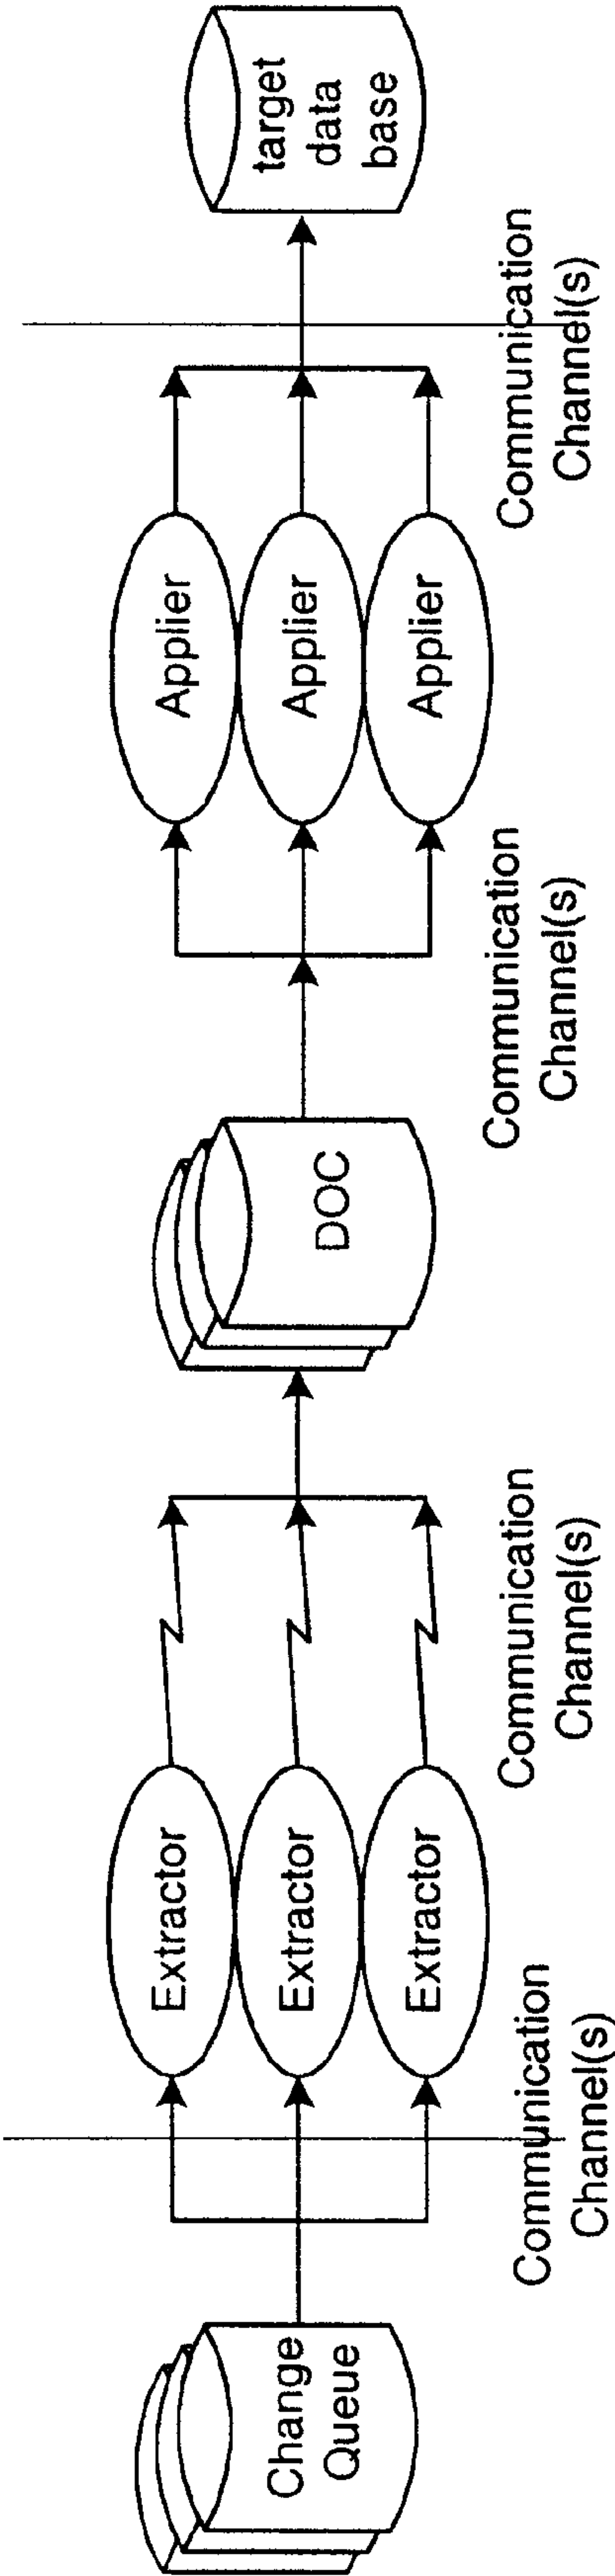 Change
Queue
Communication
Channel(s)
Extractor
Extractor
Extractor
Communication
Channel(s)
DOC
Communication
Channel(s)
Applier
Applier
Applier
Communication
Channel(s)
target
data
base